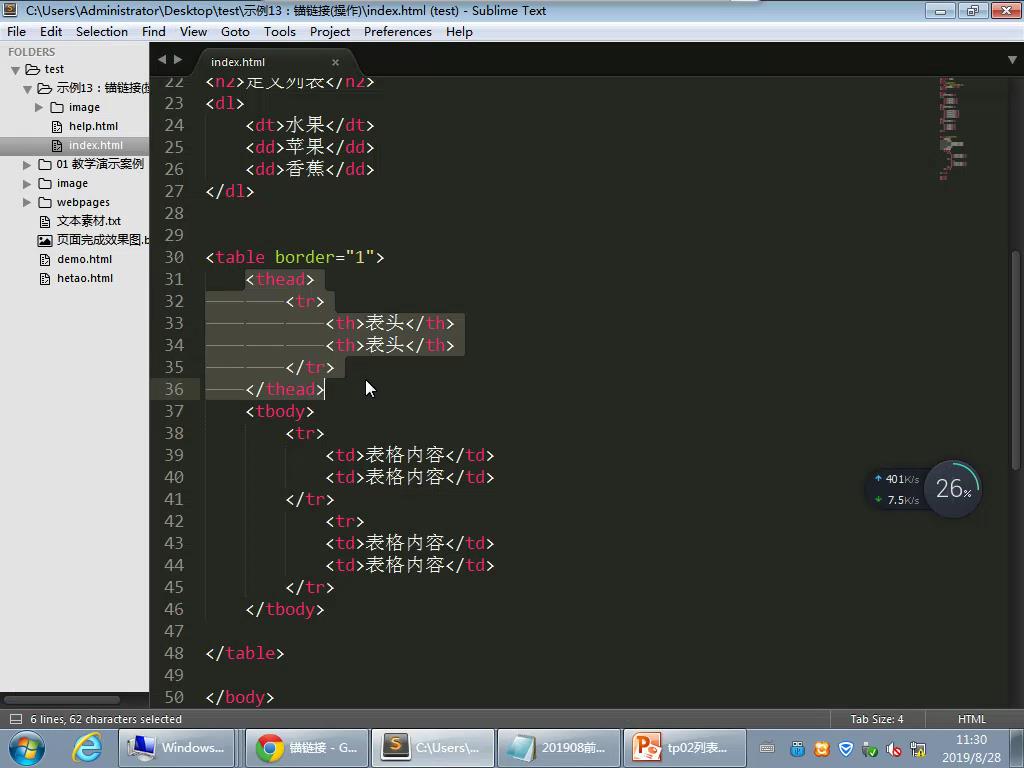 C:\Users\Administrator\Desktop\test\示例13：锚链接(操作)\index.html (test) - Sublime Text
File Edit Selection Find View Goto Tools Project Preferences Help
FOLDERS
test
示例13：锚链接(
image
help.html
index.html
01 教学演示案例
image
webpages
文本素材.txt
页面完成效果图.b
demo.html
hetao.html
index.html ×
22 <h2>定义列表</h2>
23 <dl>
24 <dt>水果</dt>
25 <dd>苹果</dd>
26 <dd>香蕉</dd>
27 </dl>
28
29
30 <table border="1">
31 <thead>
32 <tr>
33 <th>表头</th>
34 <th>表头</th>
35 </tr>
36 </thead>
37 <tbody>
38 <tr>
39 <td>表格内容</td>
40 <td>表格内容</td>
41 </tr>
42 <tr>
43 <td>表格内容</td>
44 <td>表格内容</td>
45 </tr>
46 </tbody>
47
48 </table>
49
50 </body>
401K/s
7.5K/s
26%
6 lines, 62 characters selected
Tab Size: 4
HTML
Windows...
锚链接 - G...
C:\Users\...
201908前...
tp02列表...
11:30
2019/8/28